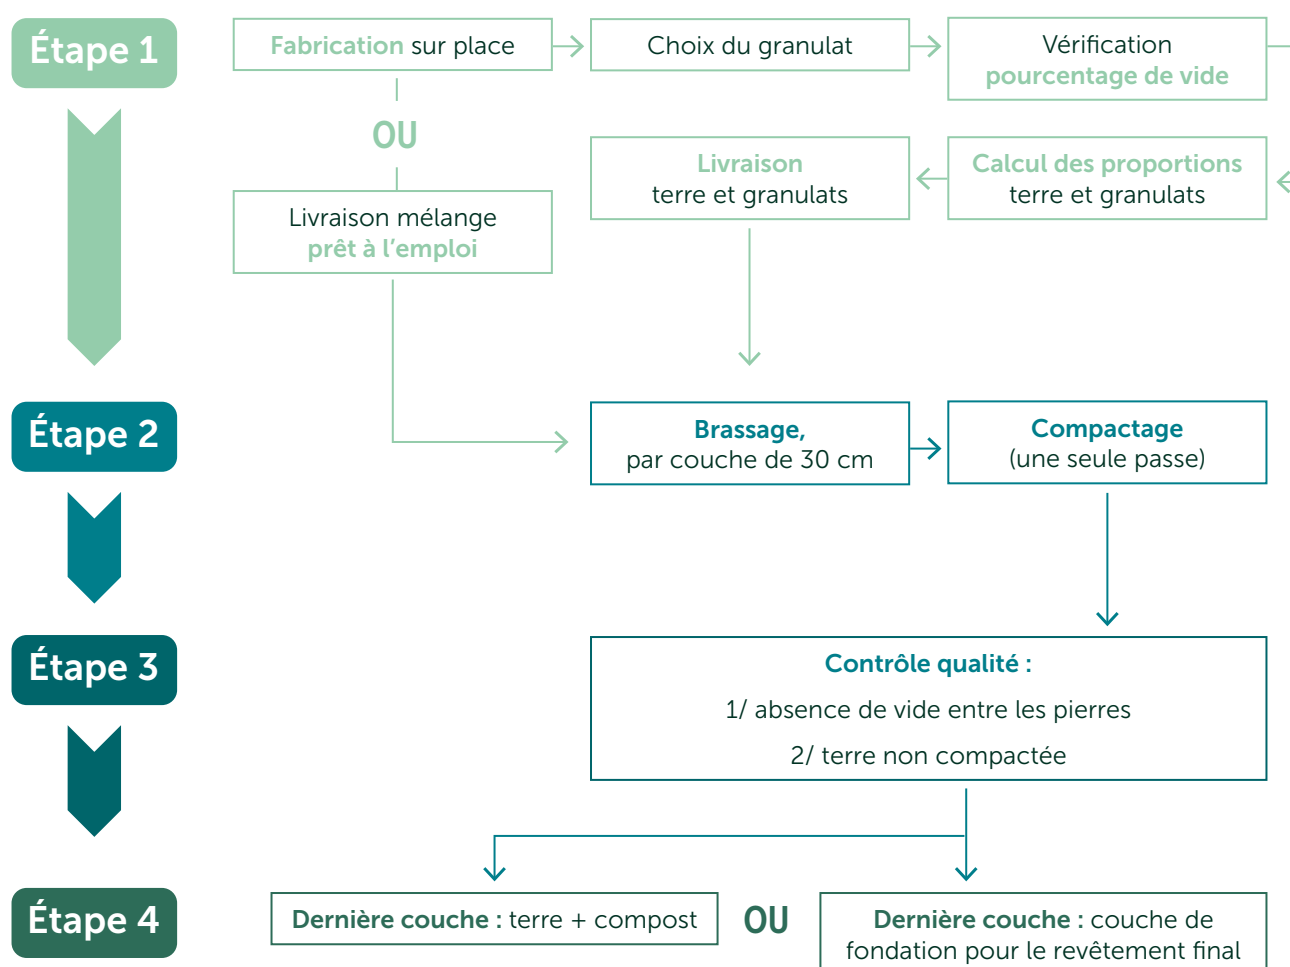 Étape 1
Fabrication sur place
Choix du granulat
Vérification
pourcentage de vide
OU
Livraison mélange
prêt à l'emploi
Livraison
terre et granulats
Calcul des proportions
terre et granulats
Étape 2
Brassage,
par couche de 30 cm
Compactage
(une seule passe)
Étape 3
Contrôle qualité :
1/ absence de vide entre les pierres
2/ terre non compactée
Étape 4
Dernière couche : terre + compost
OU
Dernière couche : couche de
fondation pour le revêtement final